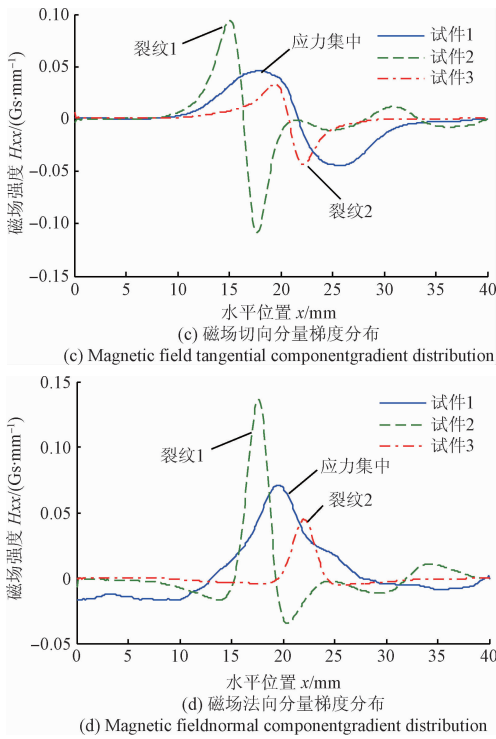 0.10
0.05
0
−0.05
−0.10
−0.15
磁场强度 Hxx/(Gs·mm⁻¹)
裂纹1
应力集中
裂纹2
试件1
试件2
试件3
0 5 10 15 20 25 30 35 40
水平位置 x/mm
(c) 磁场切向分量梯度分布
(c) Magnetic field tangential componentgradient distribution
0.15
0.10
0.05
0
−0.05
磁场强度 Hxx/(Gs·mm⁻¹)
裂纹1
应力集中
裂纹2
试件1
试件2
试件3
0 5 10 15 20 25 30 35 40
水平位置 x/mm
(d) 磁场法向分量梯度分布
(d) Magnetic fieldnormal componentgradient distribution